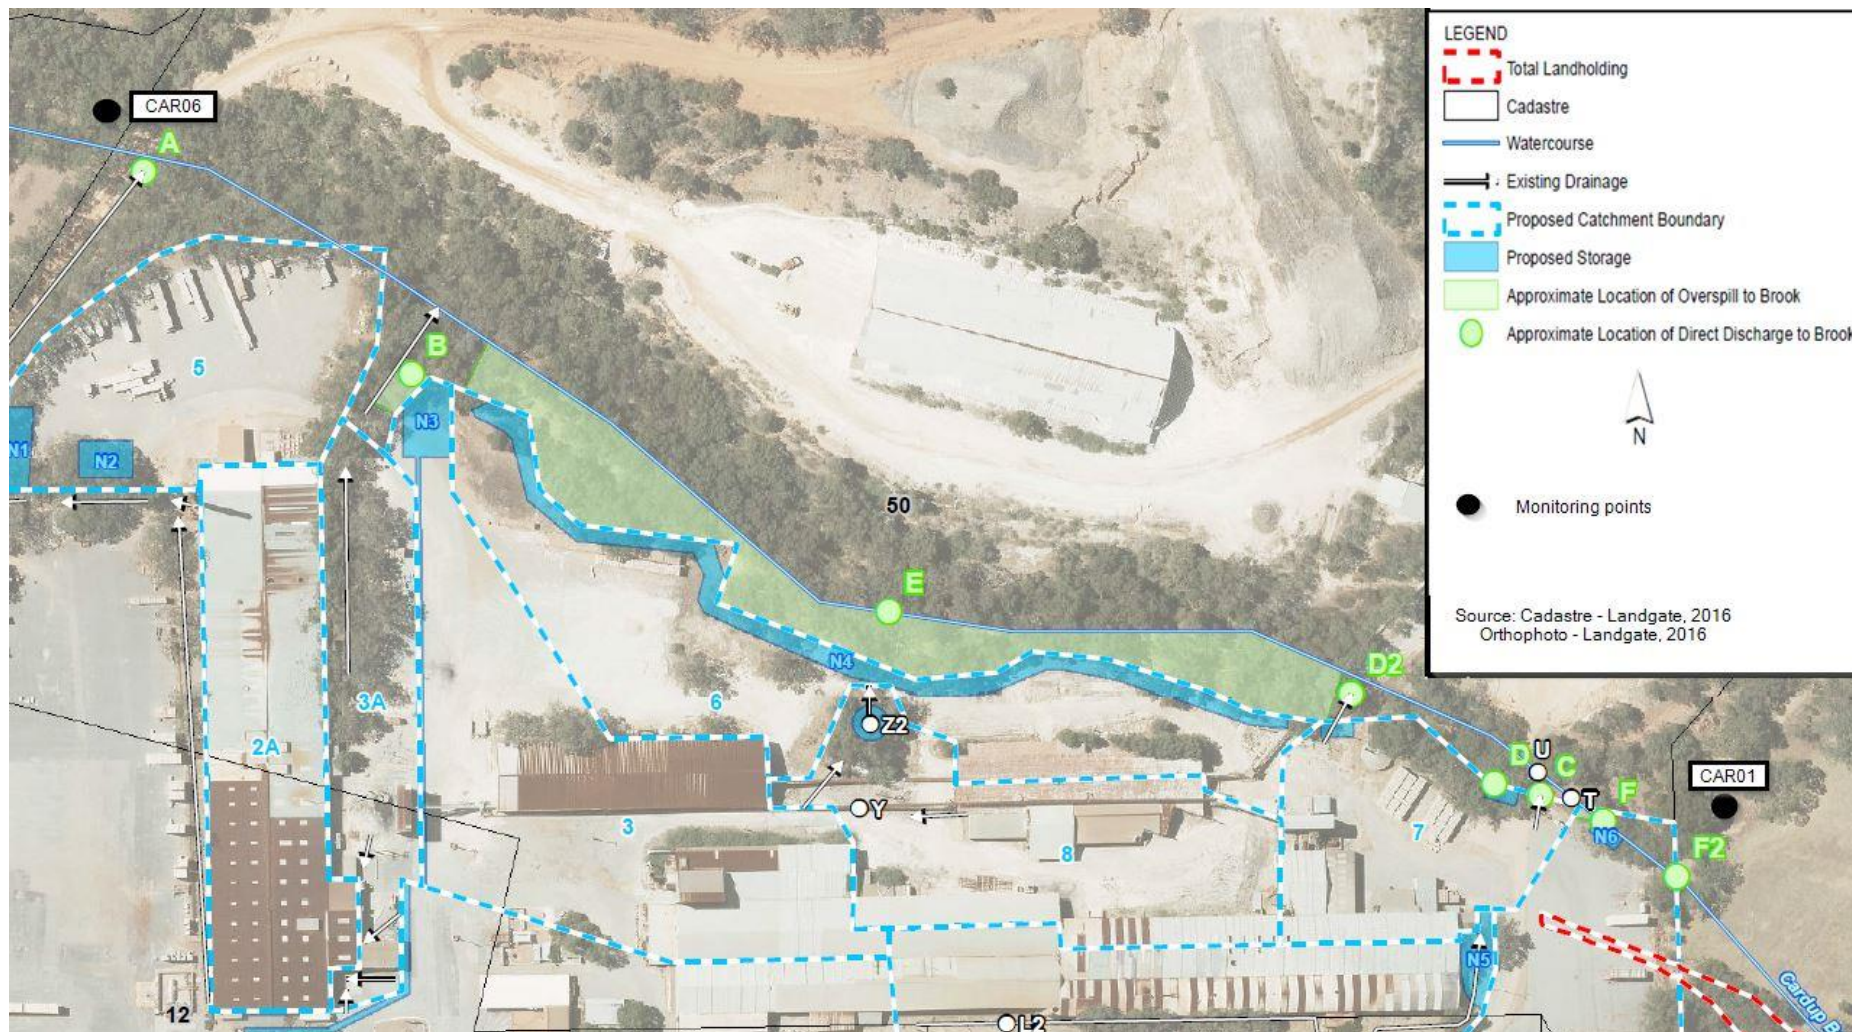 LEGEND
Total Landholding
Cadastre
Watercourse
Existing Drainage
Proposed Catchment Boundary
Proposed Storage
Approximate Location of Overspill to Brook
Approximate Location of Direct Discharge to Brook
N
Monitoring points
Source: Cadastre - Landgate, 2016
Orthophoto - Landgate, 2016
CAR06
A
B
5
N3
N1
N2
50
E
N4
D2
3A
6
Z2
2A
D
U
C
T
F
CAR01
Y
3
7
N6
8
F2
N5
12
L2
Cardup B